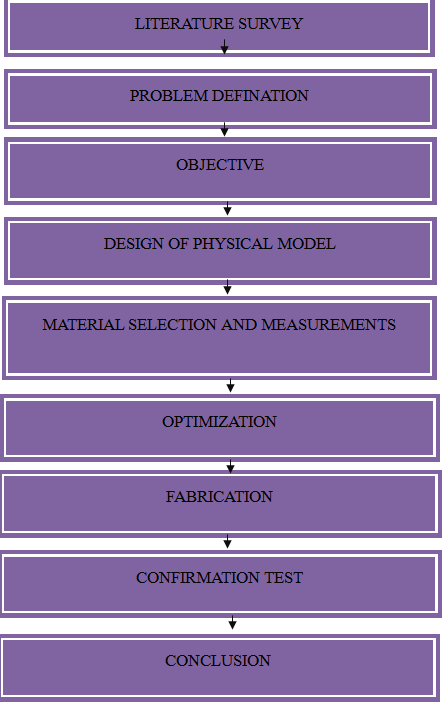 LITERATURE SURVEY
PROBLEM DEFINATION
OBJECTIVE
DESIGN OF PHYSICAL MODEL
MATERIAL SELECTION AND MEASUREMENTS
OPTIMIZATION
FABRICATION
CONFIRMATION TEST
CONCLUSION